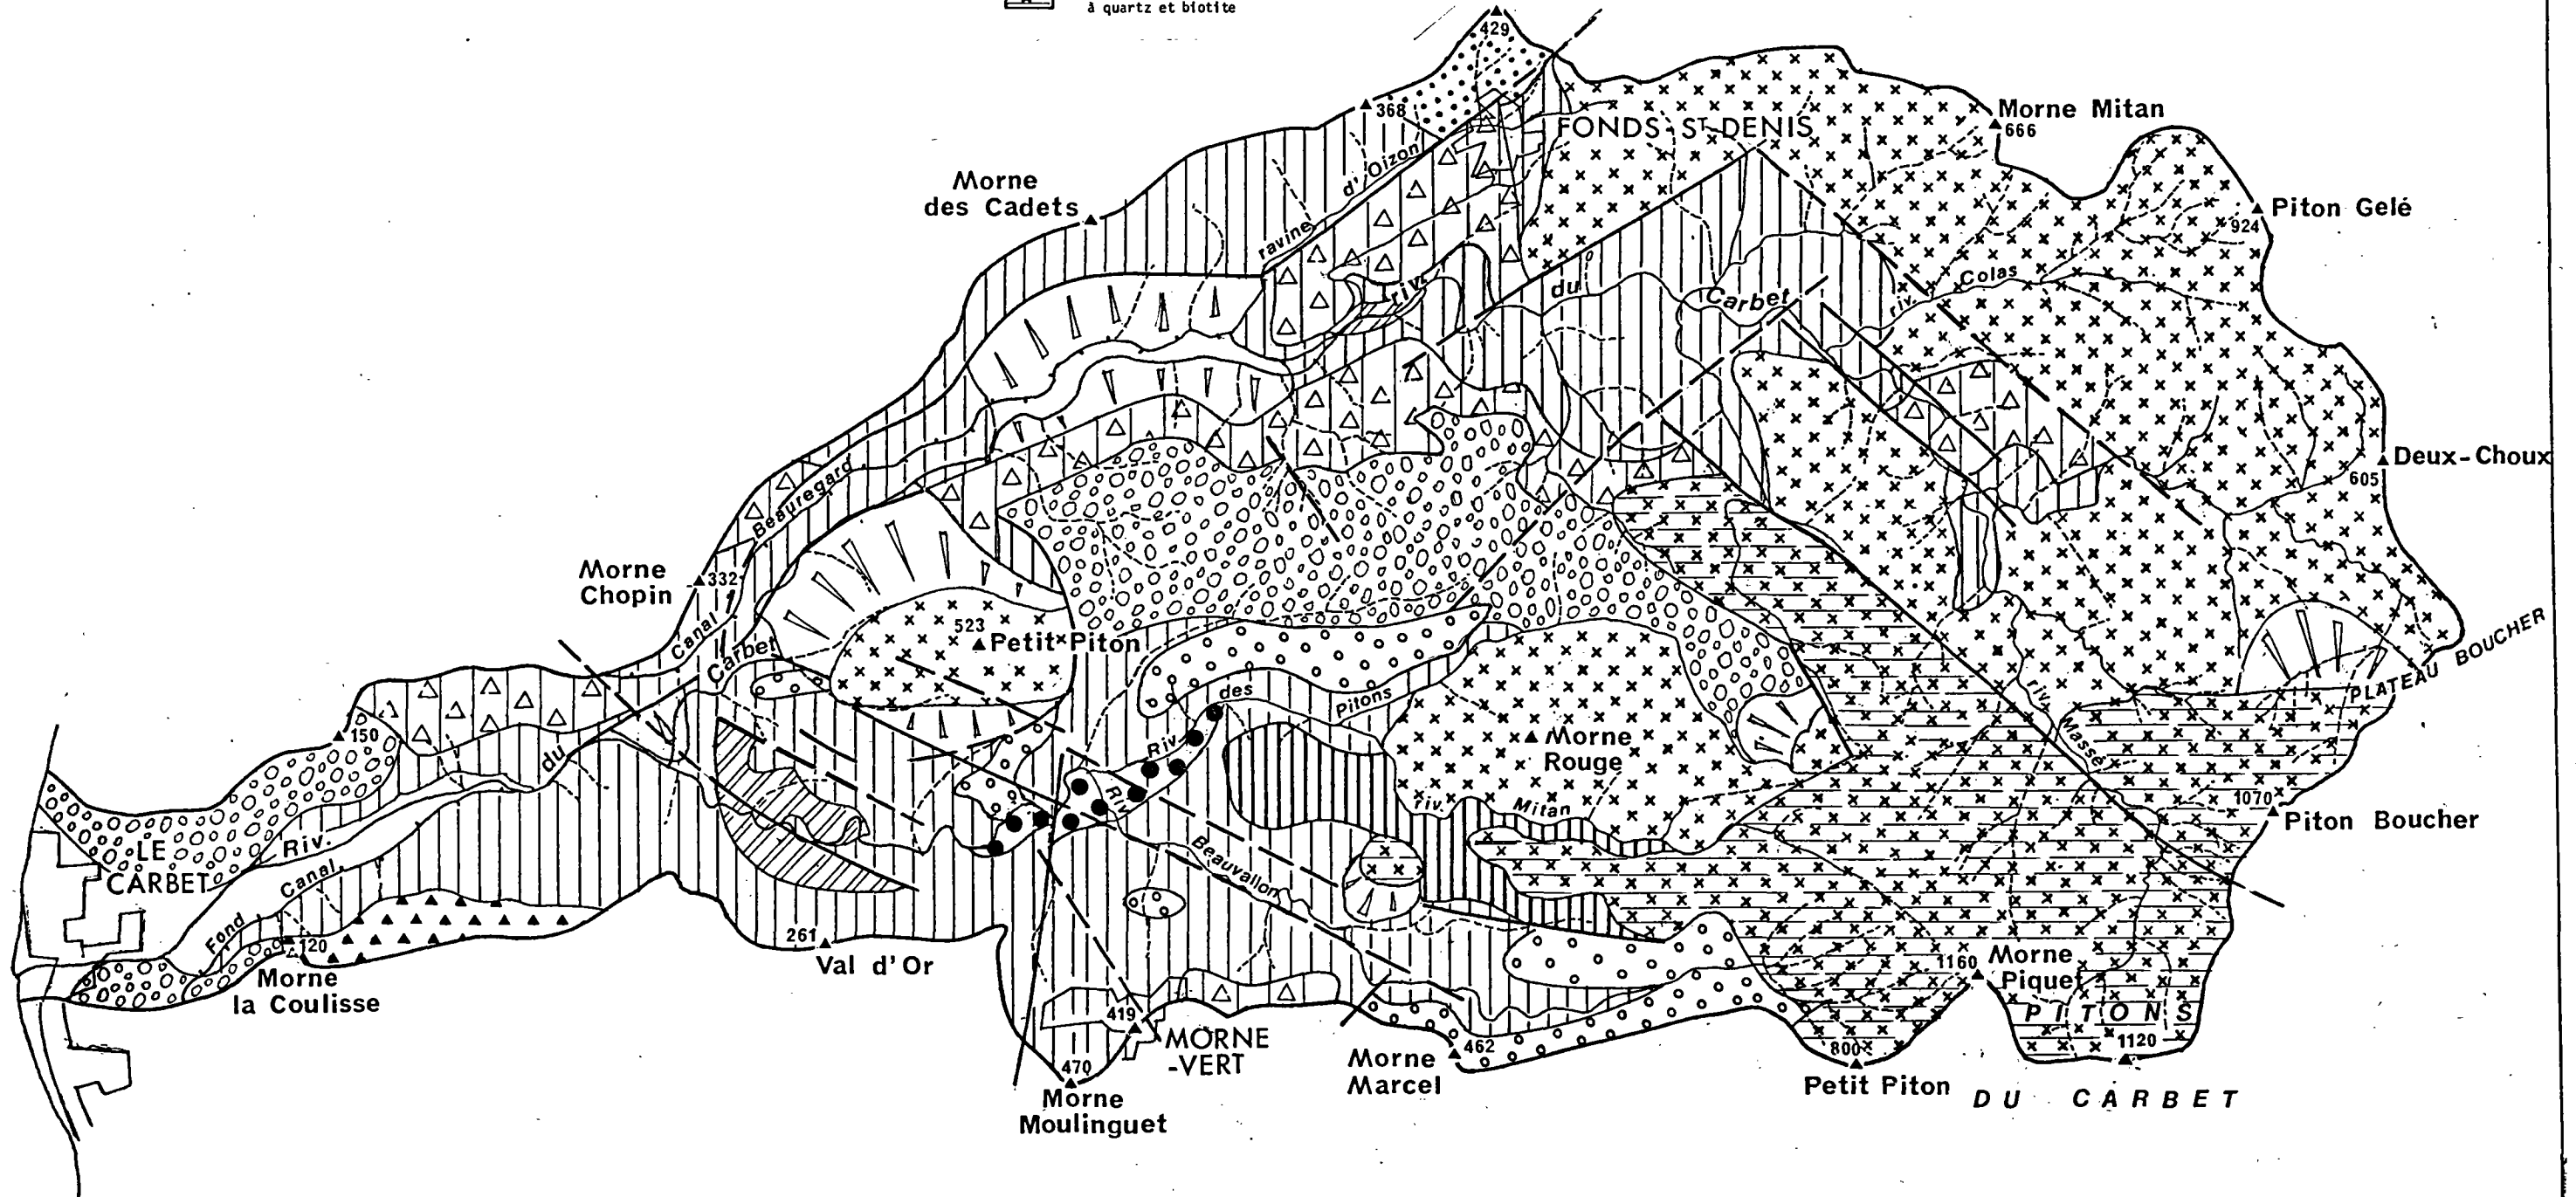 à quartz et biotite
429
368
FONDS-ST-DENIS
Morne Mitan
666
Morne
des Cadets
ravine
d'Oizon
Piton Gelé
924
riv.
du
Carbet
riv.
Colas
Deux-Choux
605
Beauregard
Morne
Chopin
332
Canal
Carbet
523
Petit Piton
PLATEAU BOUCHER
des
Pitons
riv.
Masse
150
du
Riv.
Riv.
Morne
Rouge
riv.
Mitan
1070
Piton Boucher
LE
CARBET
Riv.
Canal
Fond
Beauvallon
120
Morne
la Coulisse
261
Val d'Or
1160
Morne
Piquet
PITONS
419
MORNE
-VERT
462
Morne
Marcel
800
Petit Piton
1120
DU CARBET
470
Morne
Moulinguet